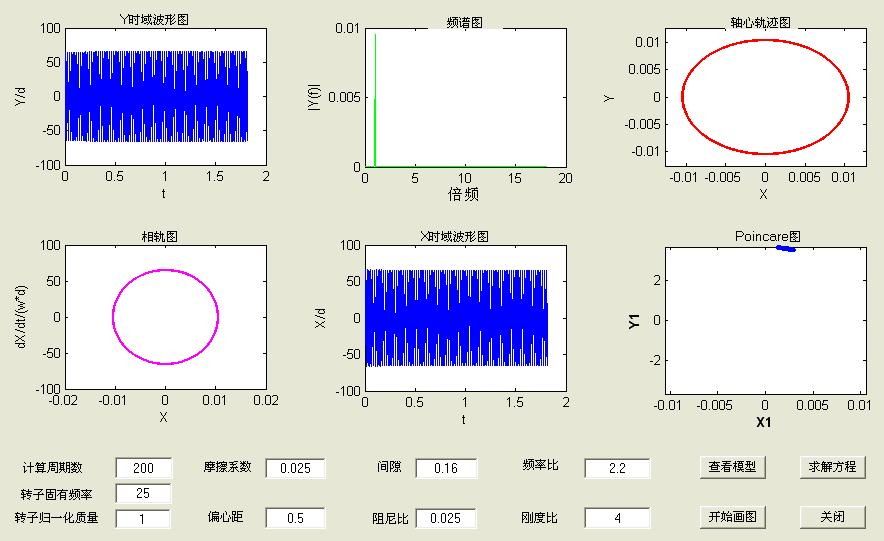 Y时域波形图
100
50
0
-50
-100
Y/d
0 0.5 1 1.5 2
t
频谱图
0.01
0.005
0
|Y(f)|
0 5 10 15 20
倍频
轴心轨迹图
0.01
0.005
0
-0.005
-0.01
Y
-0.01 -0.005 0 0.005 0.01
X
相轨图
100
50
0
-50
-100
dX/dt/(w*d)
-0.02 -0.01 0 0.01 0.02
X
X时域波形图
100
50
0
-50
-100
X/d
0 0.5 1 1.5 2
t
Poincare图
2
0
-2
Y1
-0.01 -0.005 0 0.005 0.01
X1
计算周期数 200 摩擦系数 0.025 间隙 0.16 频率比 2.2 查看模型 求解方程
转子固有频率 25
转子归一化质量 1 偏心距 0.5 阻尼比 0.025 刚度比 4 开始画图 关闭